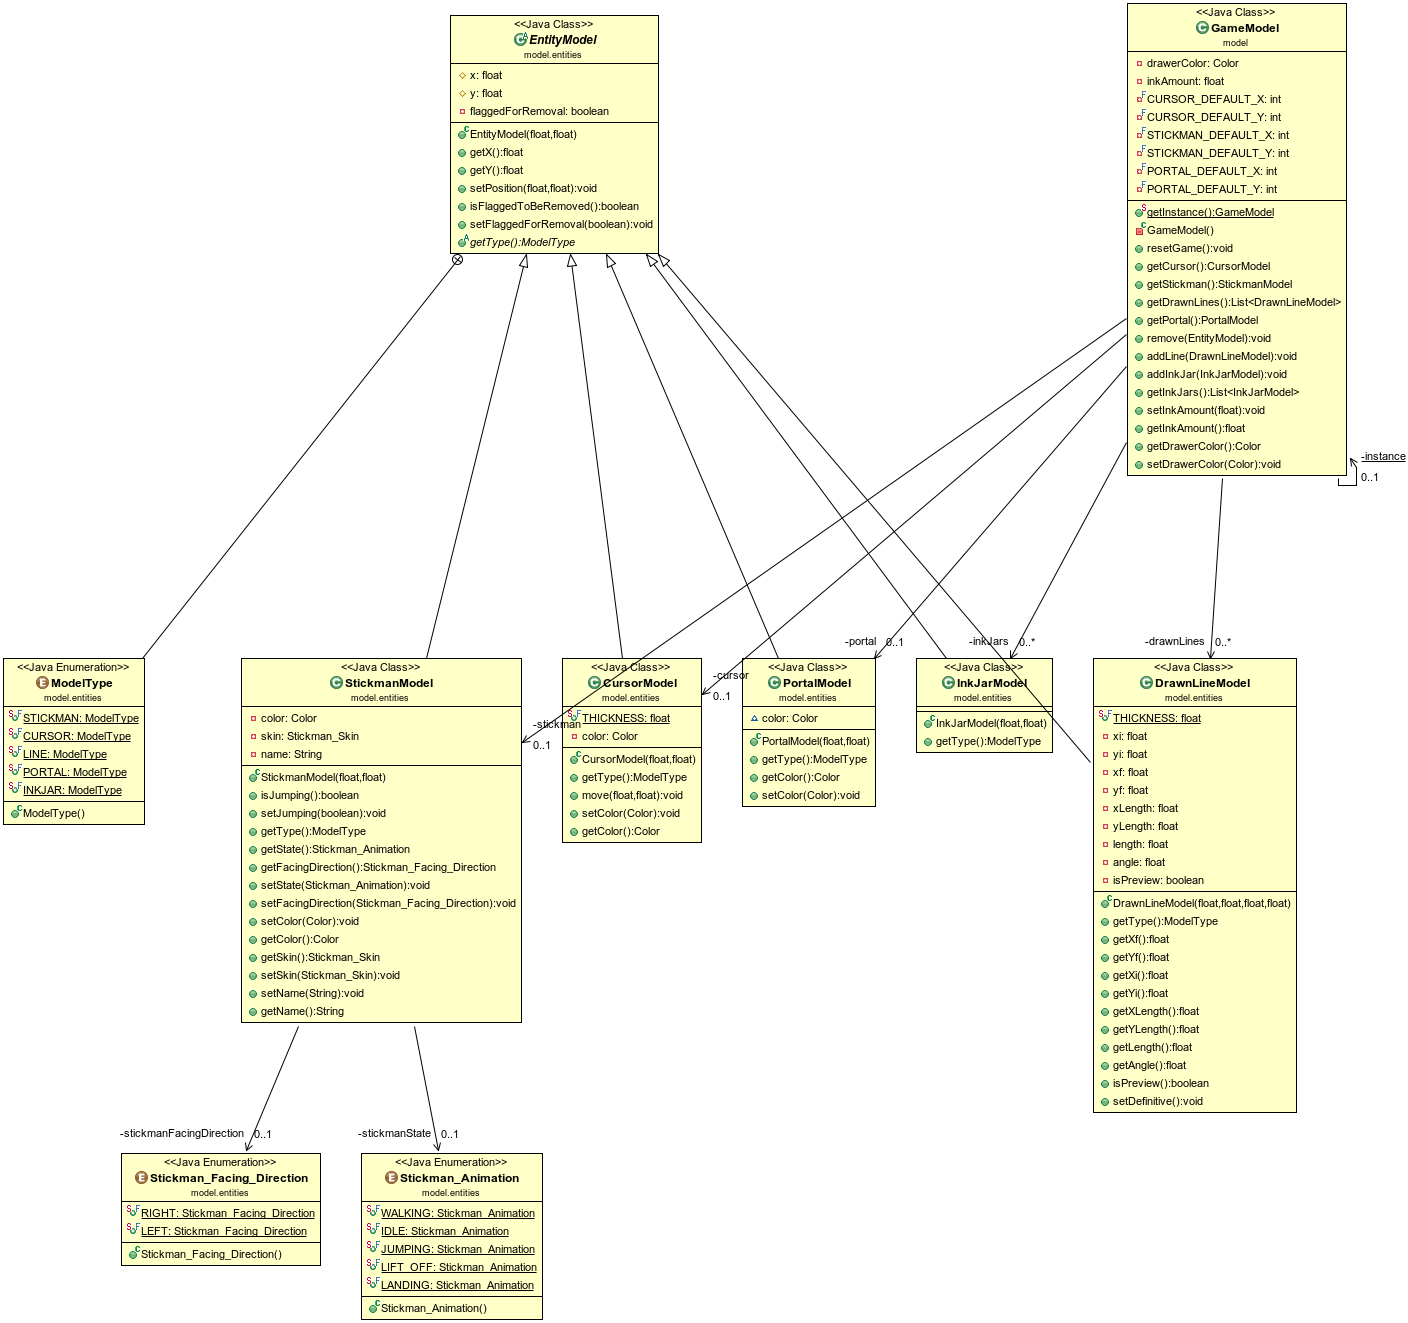 <<Java Class>>
EntityModel
model.entities
x: float
y: float
flaggedForRemoval: boolean
EntityModel(float,float)
getX():float
getY():float
setPosition(float,float):void
isFlaggedToBeRemoved():boolean
setFlaggedForRemoval(boolean):void
getType():ModelType
<<Java Class>>
GameModel
model
drawerColor: Color
inkAmount: float
CURSOR_DEFAULT_X: int
CURSOR_DEFAULT_Y: int
STICKMAN_DEFAULT_X: int
STICKMAN_DEFAULT_Y: int
PORTAL_DEFAULT_X: int
PORTAL_DEFAULT_Y: int
getInstance():GameModel
GameModel()
resetGame():void
getCursor():CursorModel
getStickman():StickmanModel
getDrawnLines():List<DrawnLineModel>
getPortal():PortalModel
remove(EntityModel):void
addLine(DrawnLineModel):void
addInkJar(InkJarModel):void
getInkJars():List<InkJarModel>
setInkAmount(float):void
getInkAmount():float
getDrawerColor():Color
setDrawerColor(Color):void
-instance
0..1
-portal 0..1
-inkJars 0..*
-drawnLines 0..*
-cursor
0..1
-stickman
0..1
<<Java Enumeration>>
ModelType
model.entities
STICKMAN: ModelType
CURSOR: ModelType
LINE: ModelType
PORTAL: ModelType
INKJAR: ModelType
ModelType()
<<Java Class>>
StickmanModel
model.entities
color: Color
skin: Stickman_Skin
name: String
StickmanModel(float,float)
isJumping():boolean
setJumping(boolean):void
getType():ModelType
getState():Stickman_Animation
getFacingDirection():Stickman_Facing_Direction
setState(Stickman_Animation):void
setFacingDirection(Stickman_Facing_Direction):void
setColor(Color):void
getColor():Color
getSkin():Stickman_Skin
setSkin(Stickman_Skin):void
setName(String):void
getName():String
<<Java Class>>
CursorModel
model.entities
THICKNESS: float
color: Color
CursorModel(float,float)
getType():ModelType
move(float,float):void
setColor(Color):void
getColor():Color
<<Java Class>>
PortalModel
model.entities
color: Color
PortalModel(float,float)
getType():ModelType
getColor():Color
setColor(Color):void
<<Java Class>>
InkJarModel
model.entities
InkJarModel(float,float)
getType():ModelType
<<Java Class>>
DrawnLineModel
model.entities
THICKNESS: float
xi: float
yi: float
xf: float
yf: float
xLength: float
yLength: float
length: float
angle: float
isPreview: boolean
DrawnLineModel(float,float,float,float)
getType():ModelType
getXf():float
getYf():float
getXi():float
getYi():float
getXLength():float
getYLength():float
getLength():float
getAngle():float
isPreview():boolean
setDefinitive():void
-stickmanFacingDirection 0..1
-stickmanState 0..1
<<Java Enumeration>>
Stickman_Facing_Direction
model.entities
RIGHT: Stickman_Facing_Direction
LEFT: Stickman_Facing_Direction
Stickman_Facing_Direction()
<<Java Enumeration>>
Stickman_Animation
model.entities
WALKING: Stickman_Animation
IDLE: Stickman_Animation
JUMPING: Stickman_Animation
LIFT_OFF: Stickman_Animation
LANDING: Stickman_Animation
Stickman_Animation()